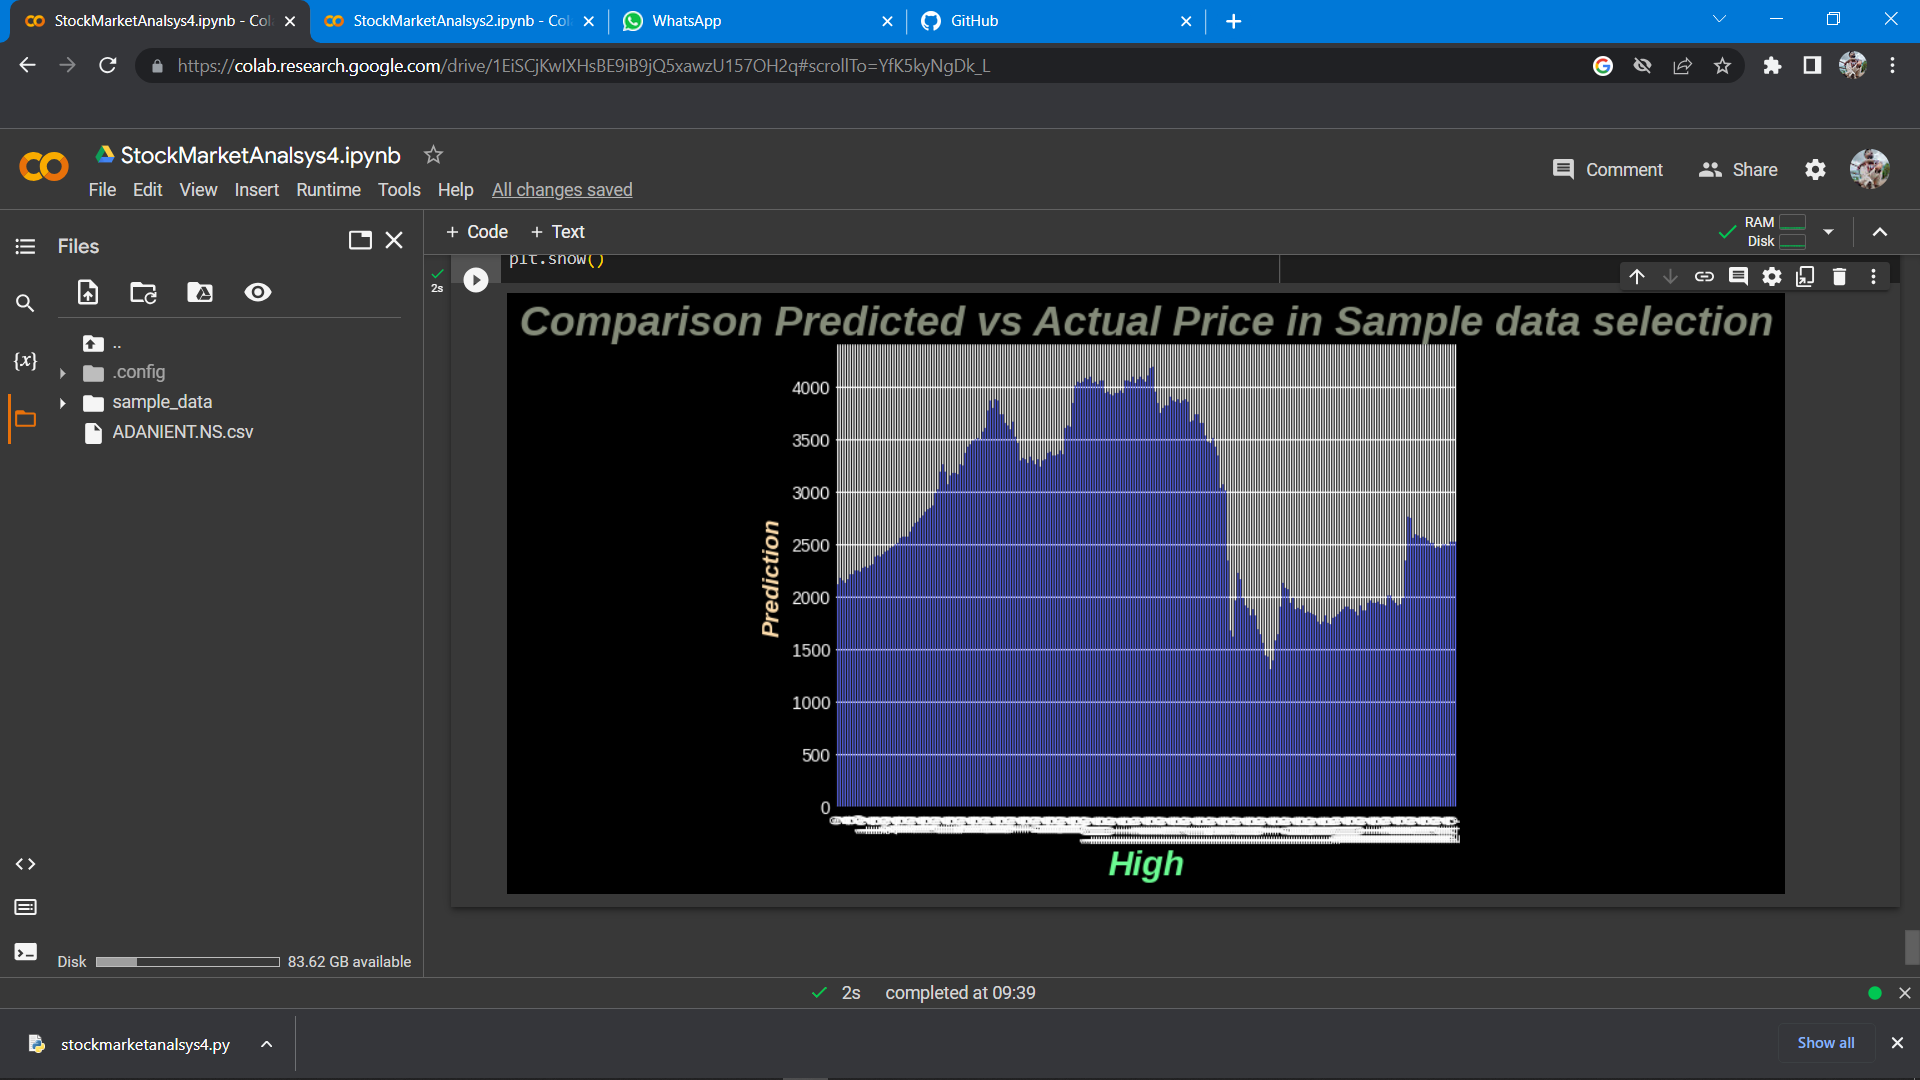 StockMarketAnalsys4.ipynb - Col
StockMarketAnalsys2.ipynb - Col
WhatsApp
GitHub
https://colab.research.google.com/drive/1EiSCjKwlXHsBE9iB9jQ5xawzU157OH2q#scrollTo=YfK5kyNgDk_L
StockMarketAnalsys4.ipynb
File Edit View Insert Runtime Tools Help All changes saved
Comment
Share
Files
+ Code + Text
RAM
Disk
plt.show()
2s
..
.config
sample_data
ADANIENT.NS.csv
{x}
Comparison Predicted vs Actual Price in Sample data selection
4000
3500
3000
2500
2000
1500
1000
500
0
Prediction
High
Disk 83.62 GB available
2s completed at 09:39
stockmarketanalsys4.py
Show all